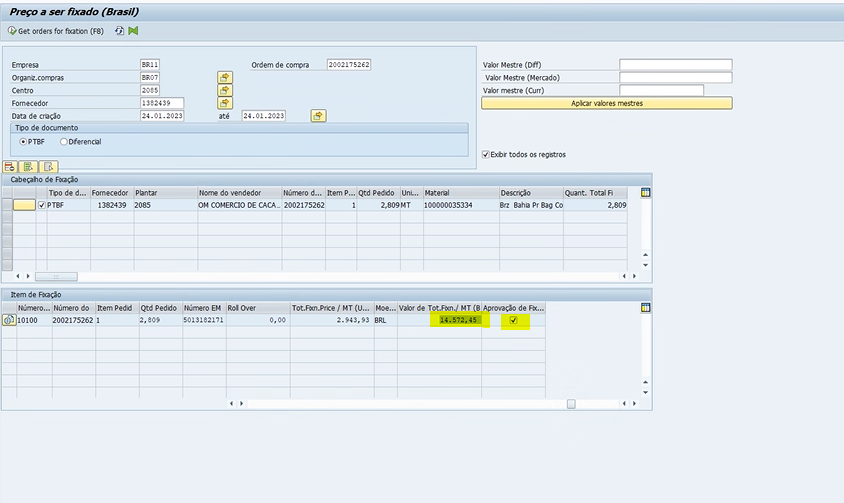 Preço a ser fixado (Brasil)
Get orders for fixation (F8)
Empresa BR11 Ordem de compra 2002175262
Organiz.compras BR07
Centro 2085
Fornecedor 1382439
Data de criação 24.01.2023 até 24.01.2023
Tipo de documento
PTBF Diferencial
Valor Mestre (Diff)
Valor Mestre (Mercado)
Valor mestre (Curr)
Aplicar valores mestres
Exibir todos os registros
Cabeçalho de Fixação
Tipo de d... Fornecedor Plantar Nome do vendedor Número d... Item P... Qtd Pedido Uni... Material Descrição Quant. Total Fi
PTBF 1382439 2085 OM COMERCIO DE CACA... 2002175262 1 2,809 MT 100000035334 Brz Bahia Pr Bag Co 2,809
Item de Fixação
Número... Número do Item Pedid Qtd Pedido Número EM Roll Over Tot.Fixn.Price / MT (U... Moe... Valor de Tot.Fixn./ MT (B Aprovação de Fix...
10100 2002175262 1 2,809 5013182171 0,00 2.943,93 BRL 14.572,45